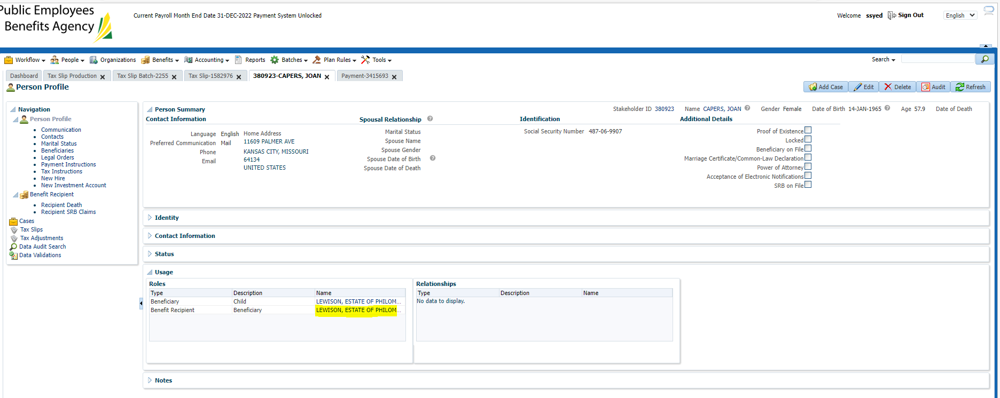 Public Employees
Benefits Agency
Current Payroll Month End Date 31-DEC-2022 Payment System Unlocked
Welcome ssyed Sign Out English
Workflow People Organizations Benefits Accounting Reports Batches Plan Rules Tools Search
Dashboard Tax Slip Production Tax Slip Batch-2255 Tax Slip-1582976 380923-CAPERS, JOAN Payment-3415693
Person Profile
Add Case Edit Delete Audit Refresh
Navigation
Person Profile
Communication
Contacts
Marital Status
Beneficiaries
Legal Orders
Payment Instructions
Tax Instructions
New Hire
New Investment Account
Benefit Recipient
Recipient Death
Recipient SRB Claims
Cases
Tax Slips
Tax Adjustments
Data Audit Search
Data Validations
Person Summary
Stakeholder ID 380923 Name CAPERS, JOAN Gender Female Date of Birth 14-JAN-1965 Age 57.9 Date of Death
Contact Information
Language English
Preferred Communication Mail
Phone
Email
Home Address
11609 PALMER AVE
KANSAS CITY, MISSOURI
64134
UNITED STATES
Spousal Relationship
Marital Status
Spouse Name
Spouse Gender
Spouse Date of Birth
Spouse Date of Death
Identification
Social Security Number 487-06-9907
Additional Details
Proof of Existence
Locked
Beneficiary on File
Marriage Certificate/Common-Law Declaration
Power of Attorney
Acceptance of Electronic Notifications
SRB on File
Identity
Contact Information
Status
Usage
Roles
Type Description Name
Beneficiary Child LEWISON, ESTATE OF PHILOM...
Benefit Recipient Beneficiary LEWISON, ESTATE OF PHILOM...
Relationships
Type Description Name
No data to display.
Notes